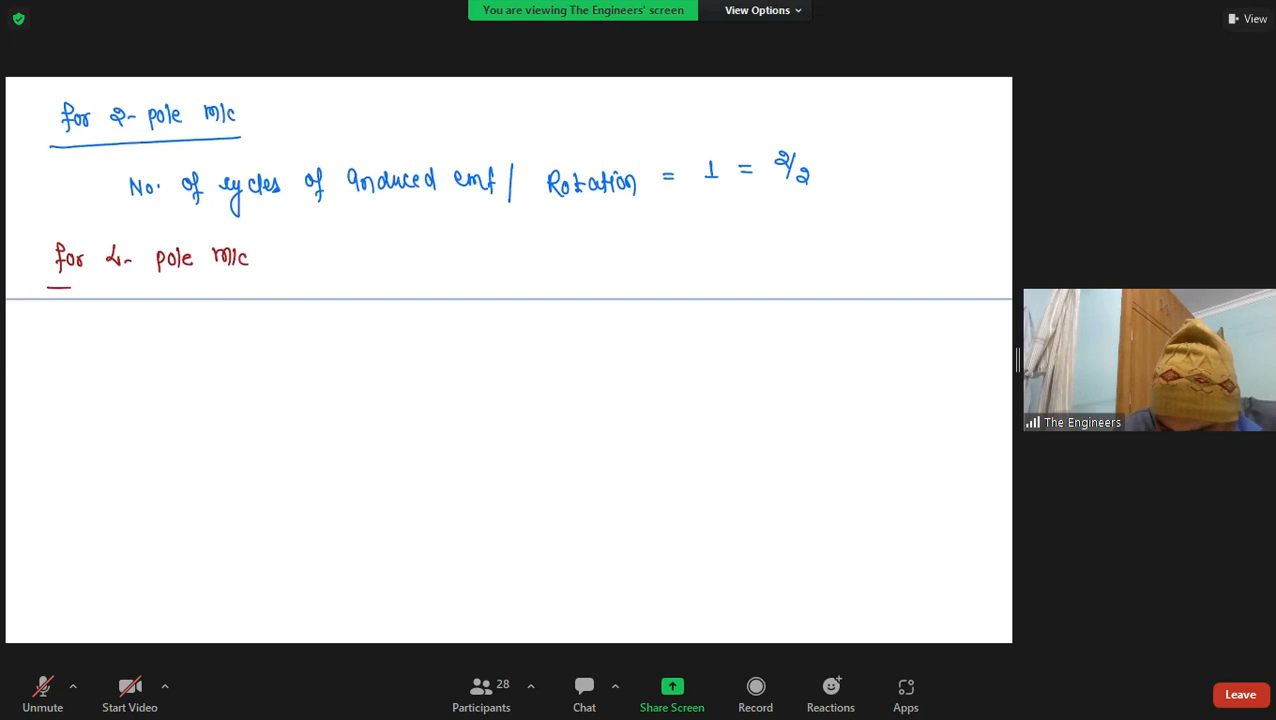 You are viewing The Engineers' screen
View Options
View
for 2- pole m/c
No. of cycles of induced emf / Rotation = 1 = 2/2
for 4- pole m/c
The Engineers
Unmute
Start Video
28
Participants
Chat
Share Screen
Record
Reactions
Apps
Leave